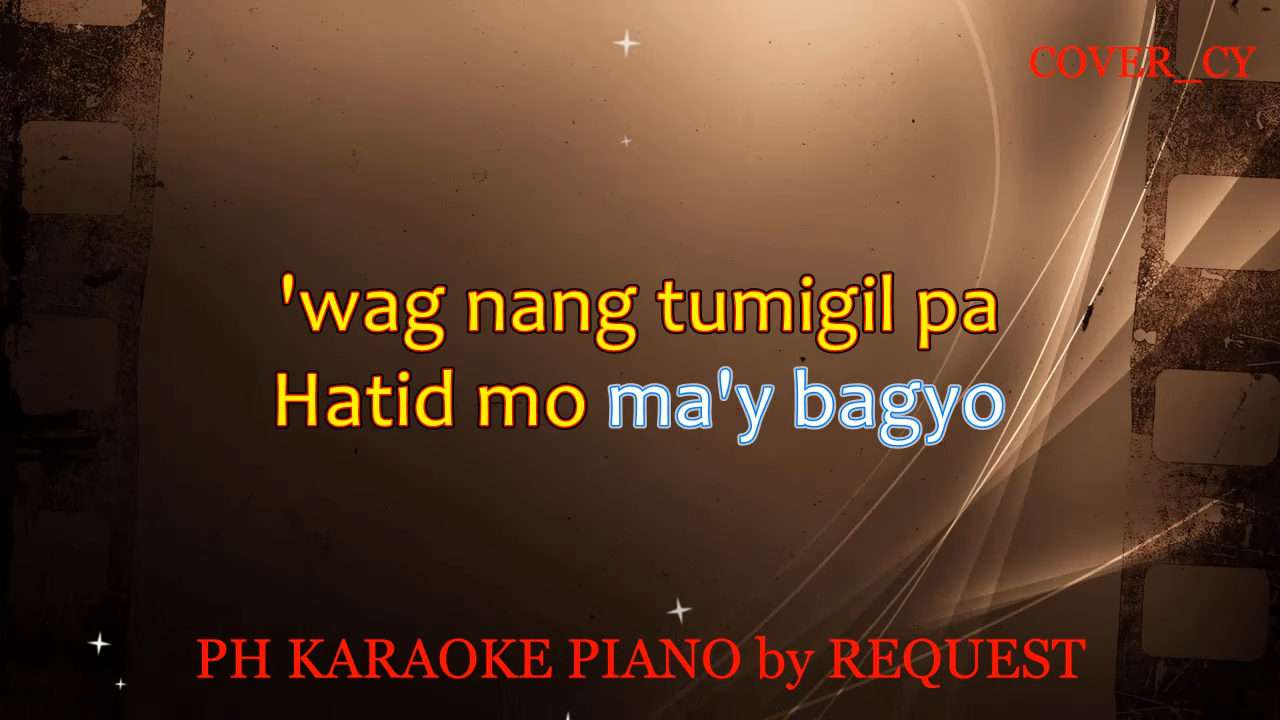 COVER_CY
'wag nang tumigil pa
Hatid mo ma'y bagyo
PH KARAOKE PIANO by REQUEST